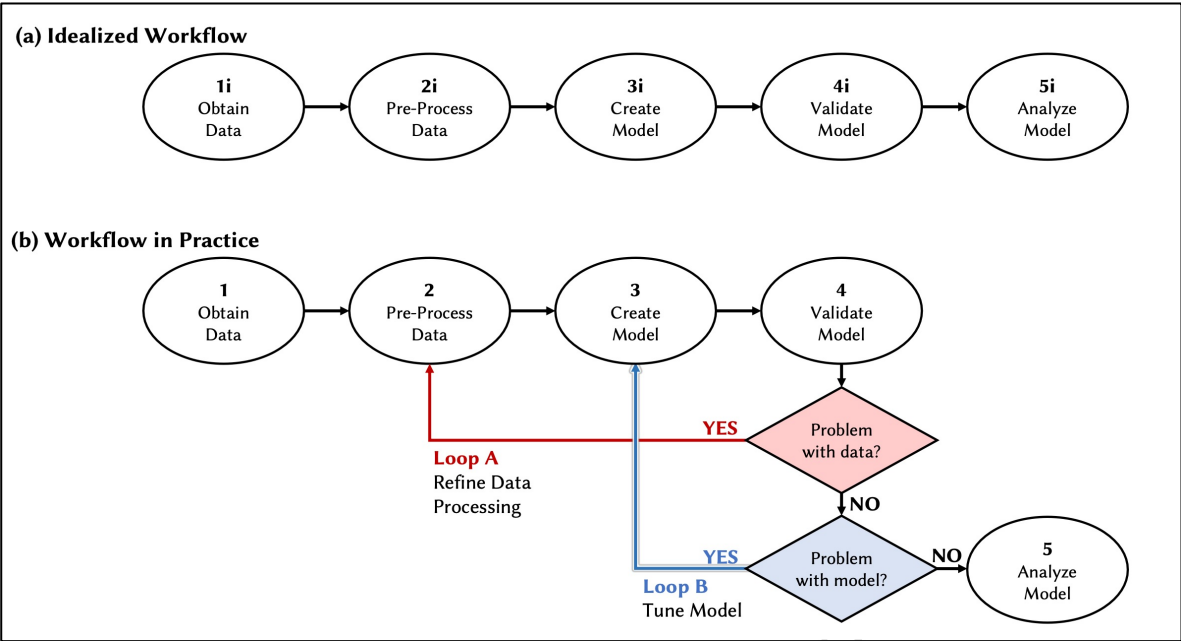 (a) Idealized Workflow
1i
Obtain
Data
2i
Pre-Process
Data
3i
Create
Model
4i
Validate
Model
5i
Analyze
Model
(b) Workflow in Practice
1
Obtain
Data
2
Pre-Process
Data
3
Create
Model
4
Validate
Model
Problem
with data?
YES
Loop A
Refine Data
Processing
NO
Problem
with model?
YES
Loop B
Tune Model
NO
5
Analyze
Model